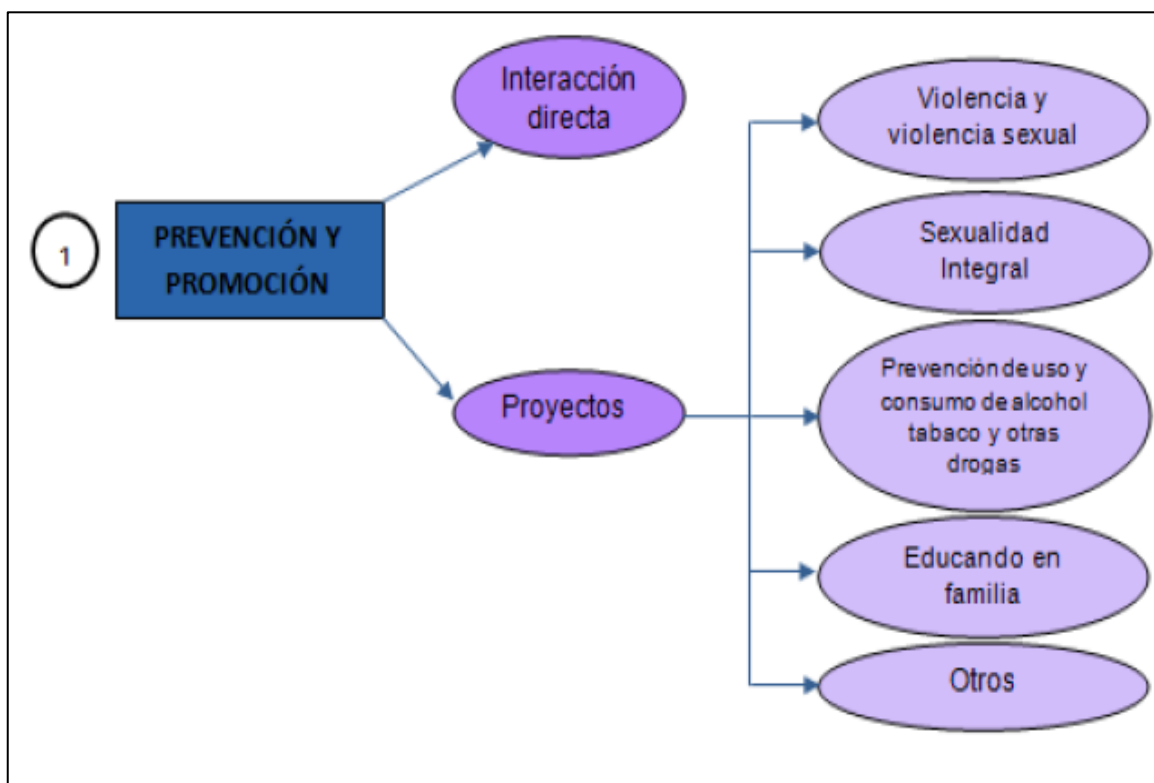 1
PREVENCIÓN Y
PROMOCIÓN
Interacción
directa
Proyectos
Violencia y
violencia sexual
Sexualidad
Integral
Prevención de uso y
consumo de alcohol
tabaco y otras
drogas
Educando en
familia
Otros